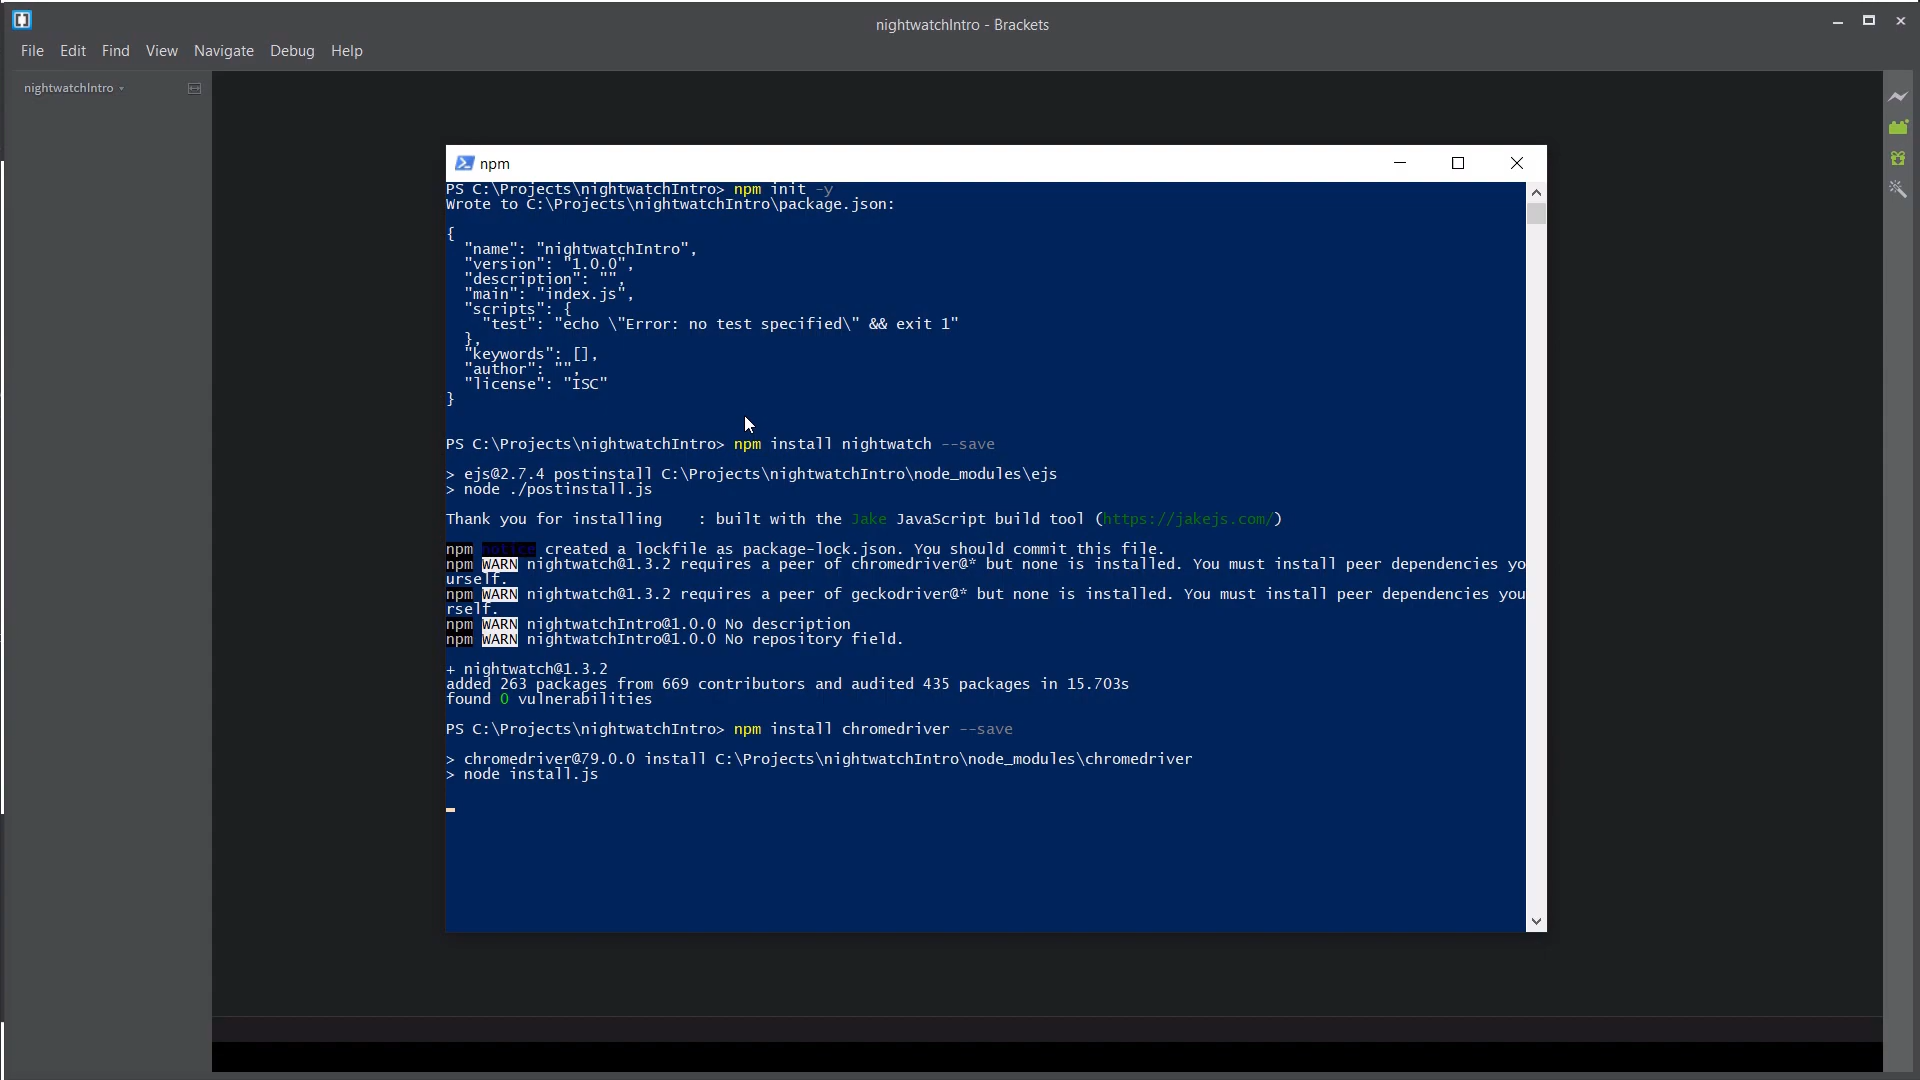 nightwatchIntro - Brackets
File Edit Find View Navigate Debug Help
nightwatchIntro
npm
PS C:\Projects\nightwatchIntro> npm init -y
Wrote to C:\Projects\nightwatchIntro\package.json:
{
"name": "nightwatchIntro",
"version": "1.0.0",
"description": "",
"main": "index.js",
"scripts": {
"test": "echo \"Error: no test specified\" && exit 1"
},
"keywords": [],
"author": "",
"license": "ISC"
}
PS C:\Projects\nightwatchIntro> npm install nightwatch --save
> ejs@2.7.4 postinstall C:\Projects\nightwatchIntro\node_modules\ejs
> node ./postinstall.js
Thank you for installing : built with the Jake JavaScript build tool (https://jakejs.com/)
npm notice created a lockfile as package-lock.json. You should commit this file.
npm WARN nightwatch@1.3.2 requires a peer of chromedriver@* but none is installed. You must install peer dependencies yo
urself.
npm WARN nightwatch@1.3.2 requires a peer of geckodriver@* but none is installed. You must install peer dependencies you
rself.
npm WARN nightwatchIntro@1.0.0 No description
npm WARN nightwatchIntro@1.0.0 No repository field.
+ nightwatch@1.3.2
added 263 packages from 669 contributors and audited 435 packages in 15.703s
found 0 vulnerabilities
PS C:\Projects\nightwatchIntro> npm install chromedriver --save
> chromedriver@79.0.0 install C:\Projects\nightwatchIntro\node_modules\chromedriver
> node install.js